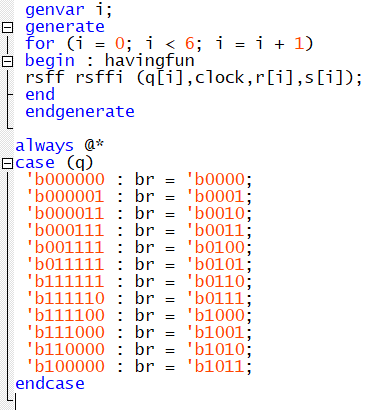 genvar i;
generate
for (i = 0; i < 6; i = i + 1)
begin : havingfun
rsff rsffi (q[i],clock,r[i],s[i]);
end
endgenerate
always @*
case (q)
'b000000 : br = 'b0000;
'b000001 : br = 'b0001;
'b000011 : br = 'b0010;
'b000111 : br = 'b0011;
'b001111 : br = 'b0100;
'b011111 : br = 'b0101;
'b111111 : br = 'b0110;
'b111110 : br = 'b0111;
'b111100 : br = 'b1000;
'b111000 : br = 'b1001;
'b110000 : br = 'b1010;
'b100000 : br = 'b1011;
endcase